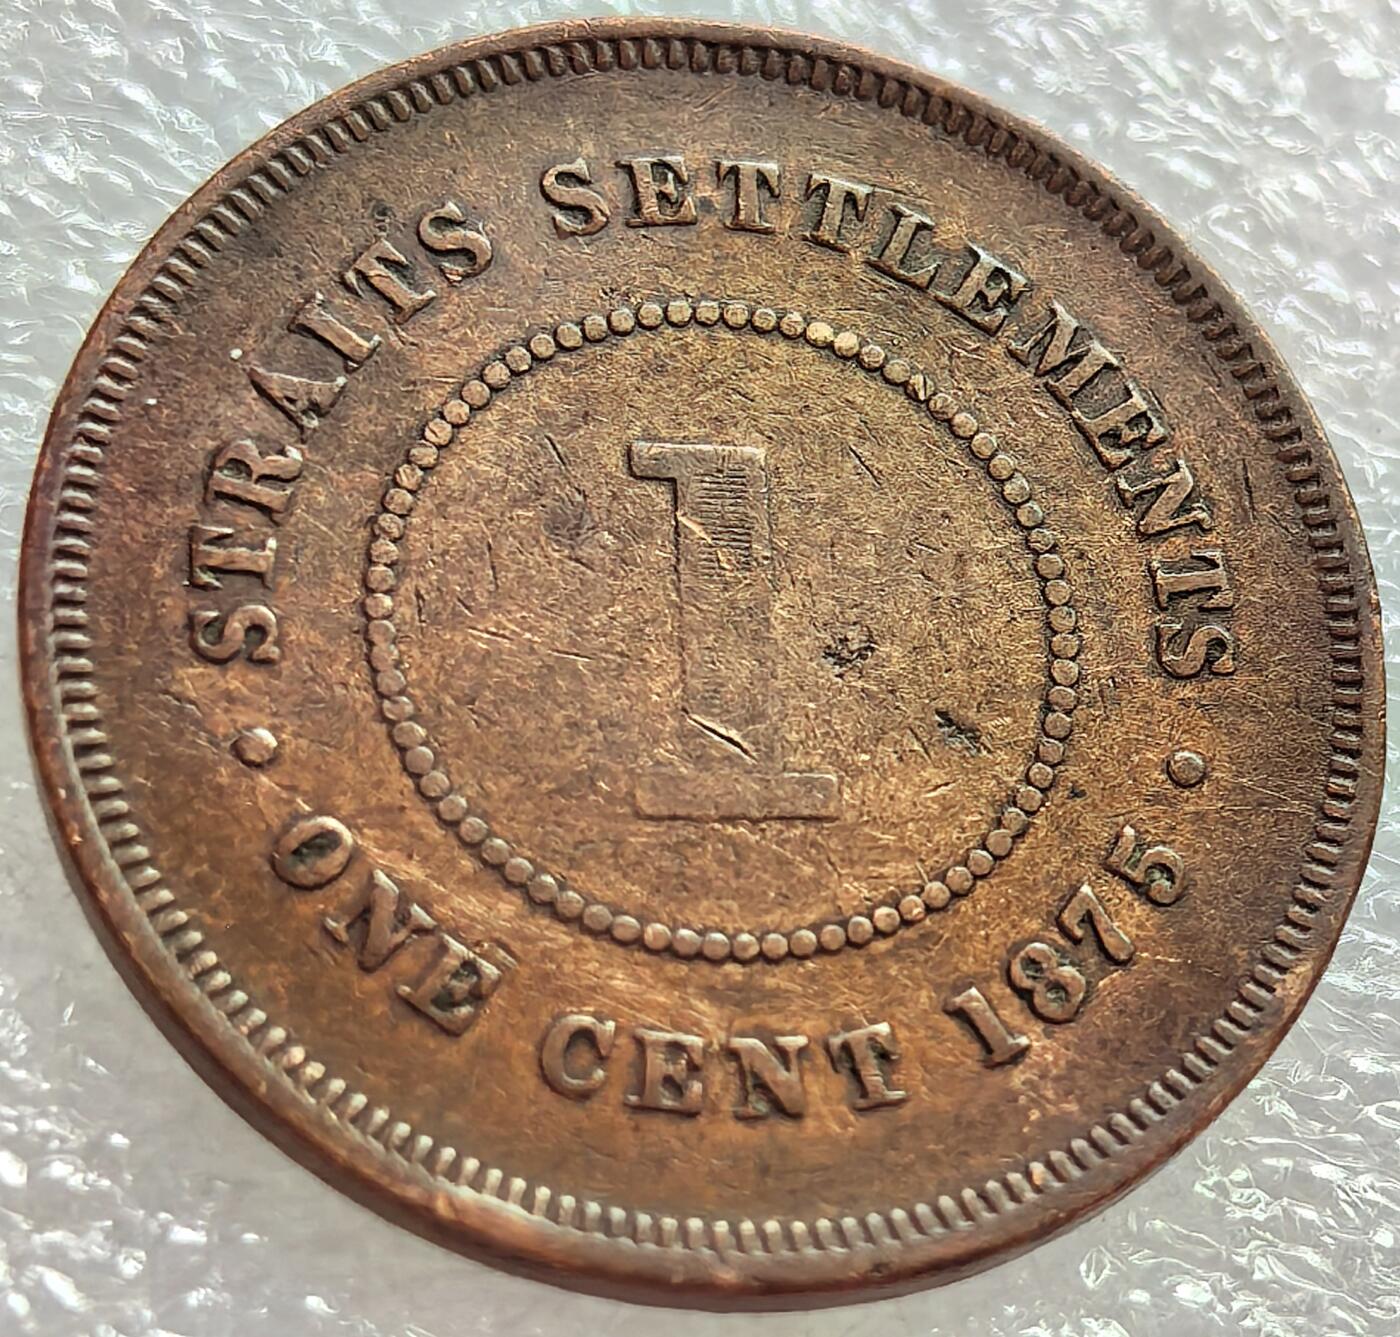 STRAITS SETTLEMENTS
1
ONE CENT 1875